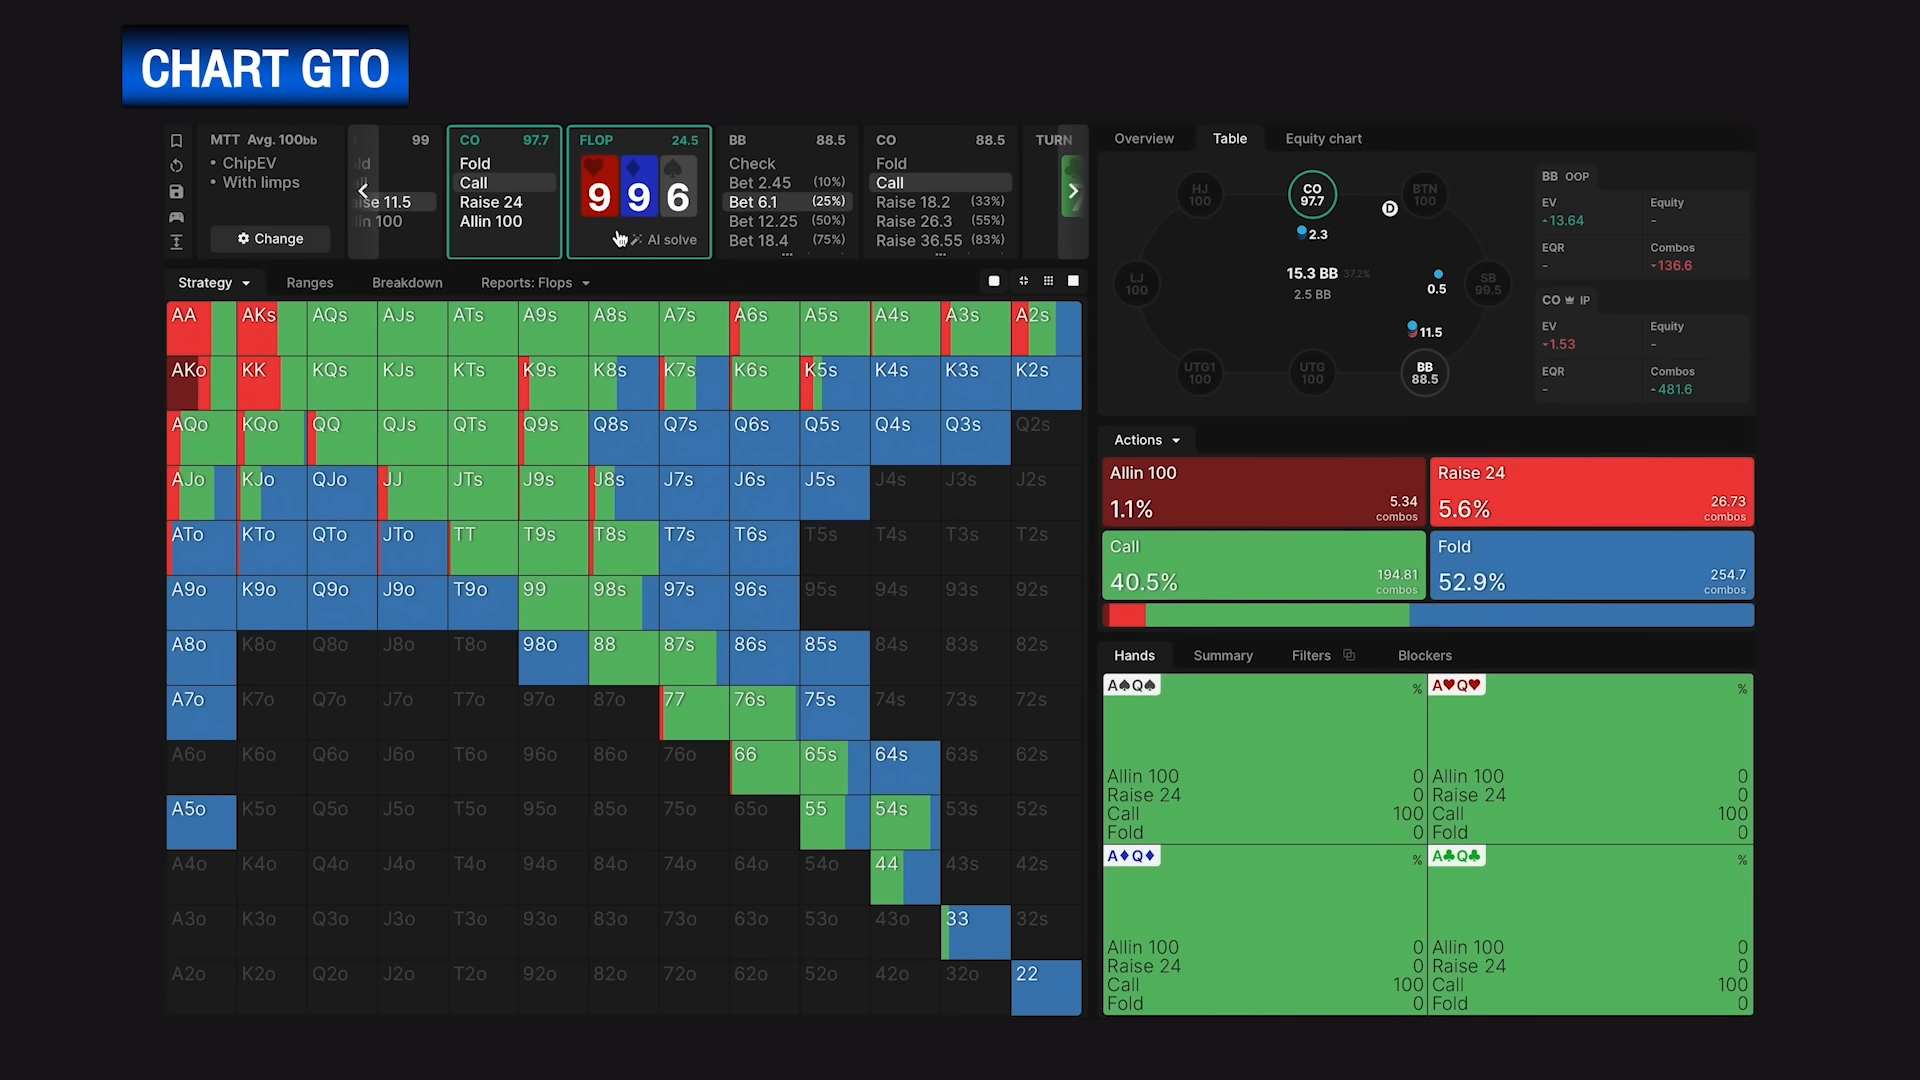 CHART GTO
MTT Avg. 100bb
• ChipEV
• With limps
Change
99
ld
all
ise 11.5
lin 100
CO 97.7
Fold
Call
Raise 24
Allin 100
FLOP 24.5
9 9 6
AI solve
BB 88.5
Check
Bet 2.45 (10%)
Bet 6.1 (25%)
Bet 12.25 (50%)
Bet 18.4 (75%)
...
CO 88.5
Fold
Call
Raise 18.2 (33%)
Raise 26.3 (55%)
Raise 36.55 (83%)
...
TURN
Strategy Ranges Breakdown Reports: Flops
AA AKs AQs AJs ATs A9s A8s A7s A6s A5s A4s A3s A2s
AKo KK KQs KJs KTs K9s K8s K7s K6s K5s K4s K3s K2s
AQo KQo QQ QJs QTs Q9s Q8s Q7s Q6s Q5s Q4s Q3s Q2s
AJo KJo QJo JJ JTs J9s J8s J7s J6s J5s J4s J3s J2s
ATo KTo QTo JTo TT T9s T8s T7s T6s T5s T4s T3s T2s
A9o K9o Q9o J9o T9o 99 98s 97s 96s 95s 94s 93s 92s
A8o K8o Q8o J8o T8o 98o 88 87s 86s 85s 84s 83s 82s
A7o K7o Q7o J7o T7o 97o 87o 77 76s 75s 74s 73s 72s
A6o K6o Q6o J6o T6o 96o 86o 76o 66 65s 64s 63s 62s
A5o K5o Q5o J5o T5o 95o 85o 75o 65o 55 54s 53s 52s
A4o K4o Q4o J4o T4o 94o 84o 74o 64o 54o 44 43s 42s
A3o K3o Q3o J3o T3o 93o 83o 73o 63o 53o 43o 33 32s
A2o K2o Q2o J2o T2o 92o 82o 72o 62o 52o 42o 32o 22
Overview Table Equity chart
HJ
100
CO
97.7
BTN
100
D
2.3
LJ
100
15.3 BB 37.2%
2.5 BB
0.5
SB
99.5
11.5
UTG1
100
UTG
100
BB
88.5
BB OOP
EV Equity
13.64 -
EQR Combos
- -136.6
CO IP
EV Equity
-1.53 -
EQR Combos
- 481.6
Actions
Allin 100
1.1% 5.34
combos
Raise 24
5.6% 26.73
combos
Call
40.5% 194.81
combos
Fold
52.9% 254.7
combos
Hands Summary Filters Blockers
A♠Q♠ %
Allin 100 0
Raise 24 0
Call 100
Fold 0
A♥Q♥ %
Allin 100 0
Raise 24 0
Call 100
Fold 0
A♦Q♦ %
Allin 100 0
Raise 24 0
Call 100
Fold 0
A♣Q♣ %
Allin 100 0
Raise 24 0
Call 100
Fold 0